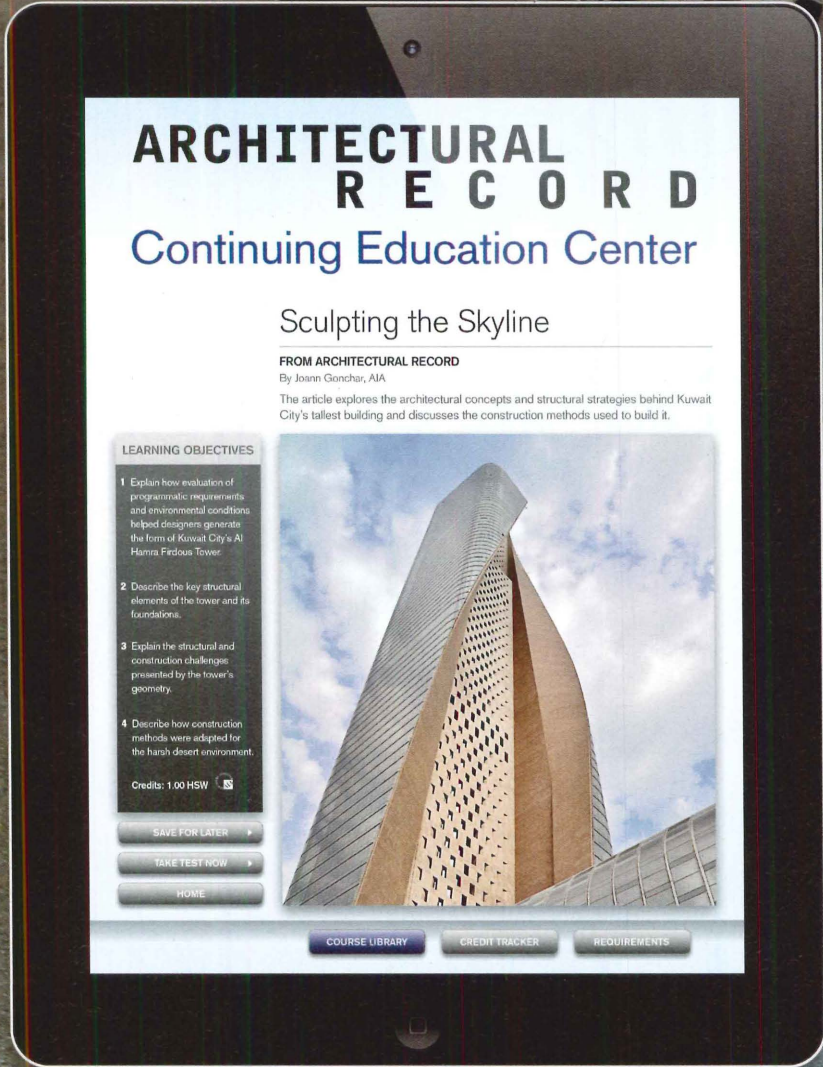 ARCHITECTURAL
RECORD
Continuing Education Center
Sculpting the Skyline
FROM ARCHITECTURAL RECORD
By Joann Gonchar, AIA
The article explores the architectural concepts and structural strategies behind Kuwait
City's tallest building and discusses the construction methods used to build it.
LEARNING OBJECTIVES
1 Explain how evaluation of
programmatic requirements
and environmental conditions
helped designers generate
the form of Kuwait City's Al
Hamra Firdous Tower.
2 Describe the key structural
elements of the tower and its
foundations.
3 Explain the structural and
construction challenges
presented by the tower's
geometry.
4 Describe how construction
methods were adapted for
the harsh desert environment.
Credits: 1.00 HSW
SAVE FOR LATER
TAKE TEST NOW
HOME
COURSE LIBRARY
CREDIT TRACKER
REQUIREMENTS